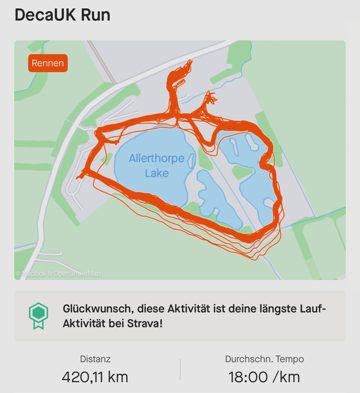 DecaUK Run
Rennen
Allerthorpe
Lake
Glückwunsch, diese Aktivität ist deine längste Lauf-
Aktivität bei Strava!
Distanz
Durchschn. Tempo
420,11 km
18:00 /km